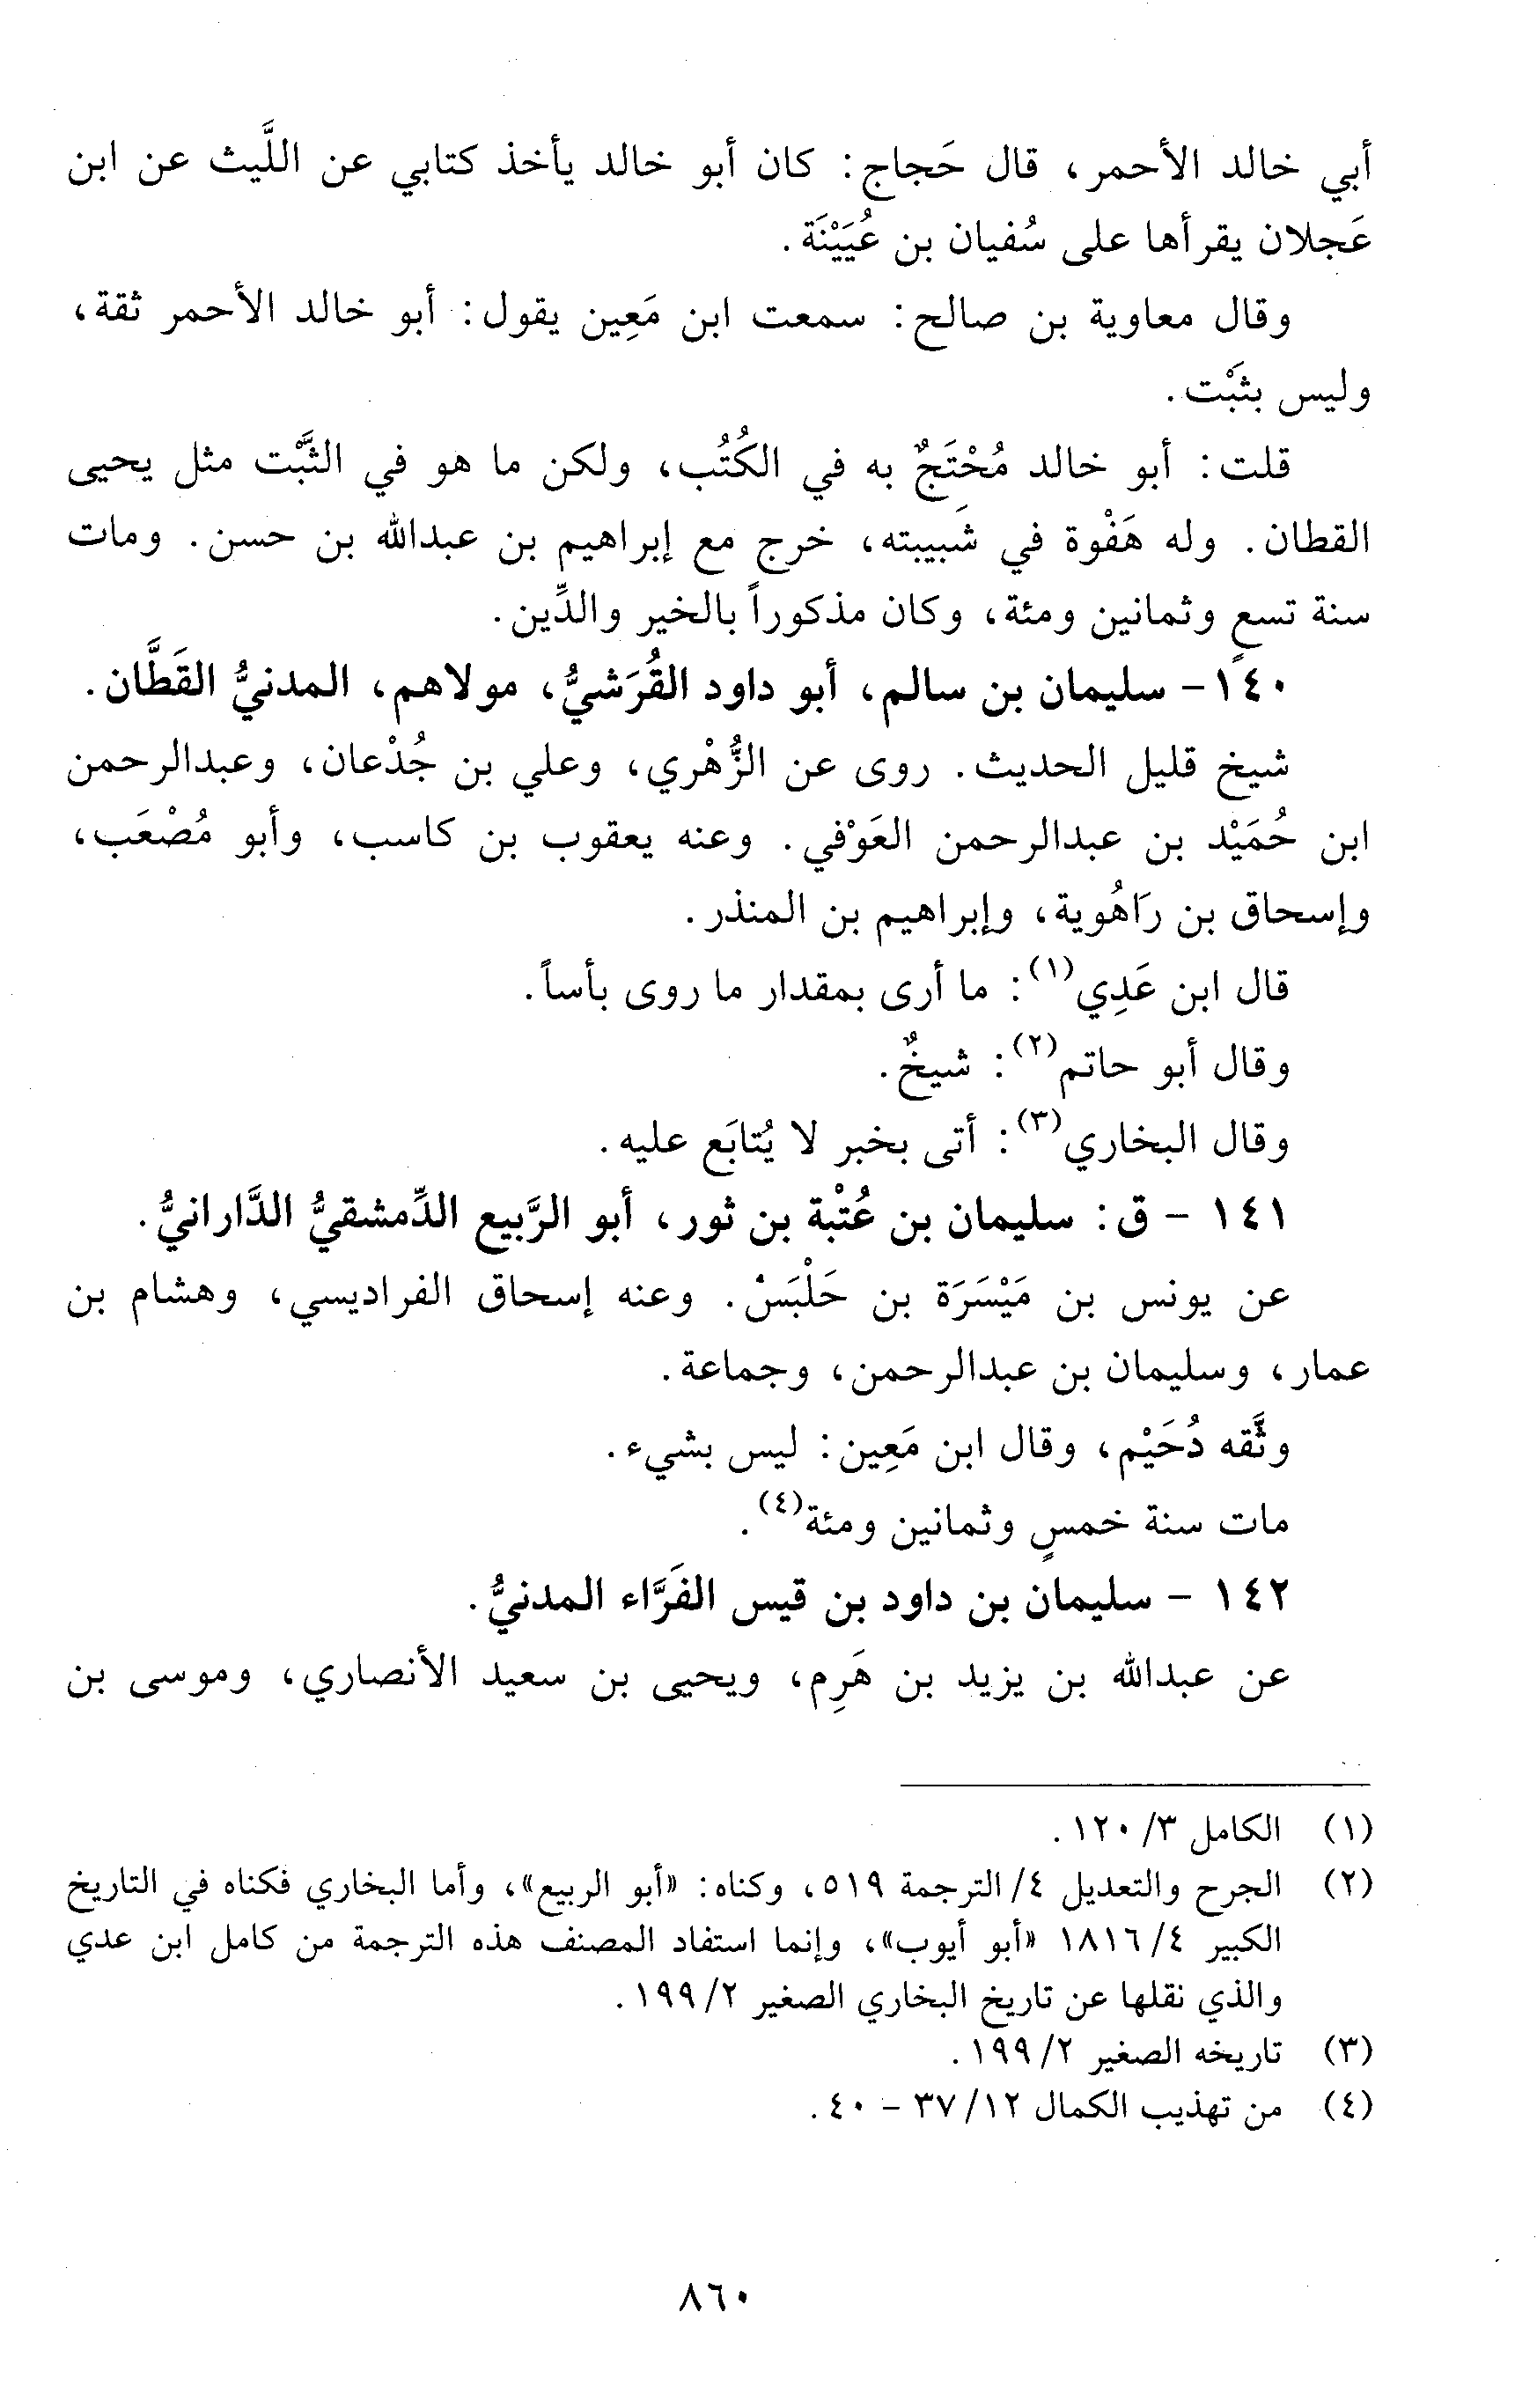 أبي خالد الأحمر، قال حَجاج: كان أبو خالد يأخذ كتابي عن اللَّيث عن ابن
عَجلان يقرأها على سُفيان بن عُيَيْنَة.
وقال معاوية بن صالح: سمعت ابن مَعِين يقول: أبو خالد الأحمر ثقة،
وليس بثَبْت.
قلت: أبو خالد مُحْتَجٌ به في الكُتُب، ولكن ما هو في الثَّبْت مثل يحيى
القطان. وله هَفْوة في شَبِيبته، خرج مع إبراهيم بن عبدالله بن حسن. ومات
سنة تسعٍ وثمانين ومئة، وكان مذكوراً بالخير والدِّين.
١٤٠- سليمان بن سالم، أبو داود القُرَشيُّ، مولاهم، المدنيُّ القَطَّان.
شيخ قليل الحديث. روى عن الزُّهْري، وعلي بن جُدْعان، وعبدالرحمن
ابن حُمَيْد بن عبدالرحمن العَوْفي. وعنه يعقوب بن كاسب، وأبو مُصْعَب،
وإسحاق بن رَاهُوية، وإبراهيم بن المنذر.
قال ابن عَدِي(١): ما أرى بمقدار ما روى بأساً.
وقال أبو حاتم(٢): شيخٌ.
وقال البخاري(٣): أتى بخبر لا يُتابَع عليه.
١٤١ - ق: سليمان بن عُتْبة بن ثور، أبو الرَّبيع الدِّمشقيُّ الدَّارانيُّ.
عن يونس بن مَيْسَرَة بن حَلْبَسْ. وعنه إسحاق الفراديسي، وهشام بن
عمار، وسليمان بن عبدالرحمن، وجماعة.
وثَّقه دُحَيْم، وقال ابن مَعِين: ليس بشيء.
مات سنة خمسٍ وثمانين ومئة(٤).
١٤٢ - سليمان بن داود بن قيس الفَرَّاء المدنيُّ.
عن عبدالله بن يزيد بن هَرِم، ويحيى بن سعيد الأنصاري، وموسى بن
(١) الكامل ٣/ ١٢٠.
(٢) الجرح والتعديل ٤/ الترجمة ٥١٩، وكناه: «أبو الربيع»، وأما البخاري فكناه في التاريخ
الكبير ٤/ ١٨١٦ «أبو أيوب»، وإنما استفاد المصنف هذه الترجمة من كامل ابن عدي
والذي نقلها عن تاريخ البخاري الصغير ٢/ ١٩٩.
(٣) تاريخه الصغير ٢/ ١٩٩.
(٤) من تهذيب الكمال ١٢/ ٣٧ - ٤٠.
٨٦٠